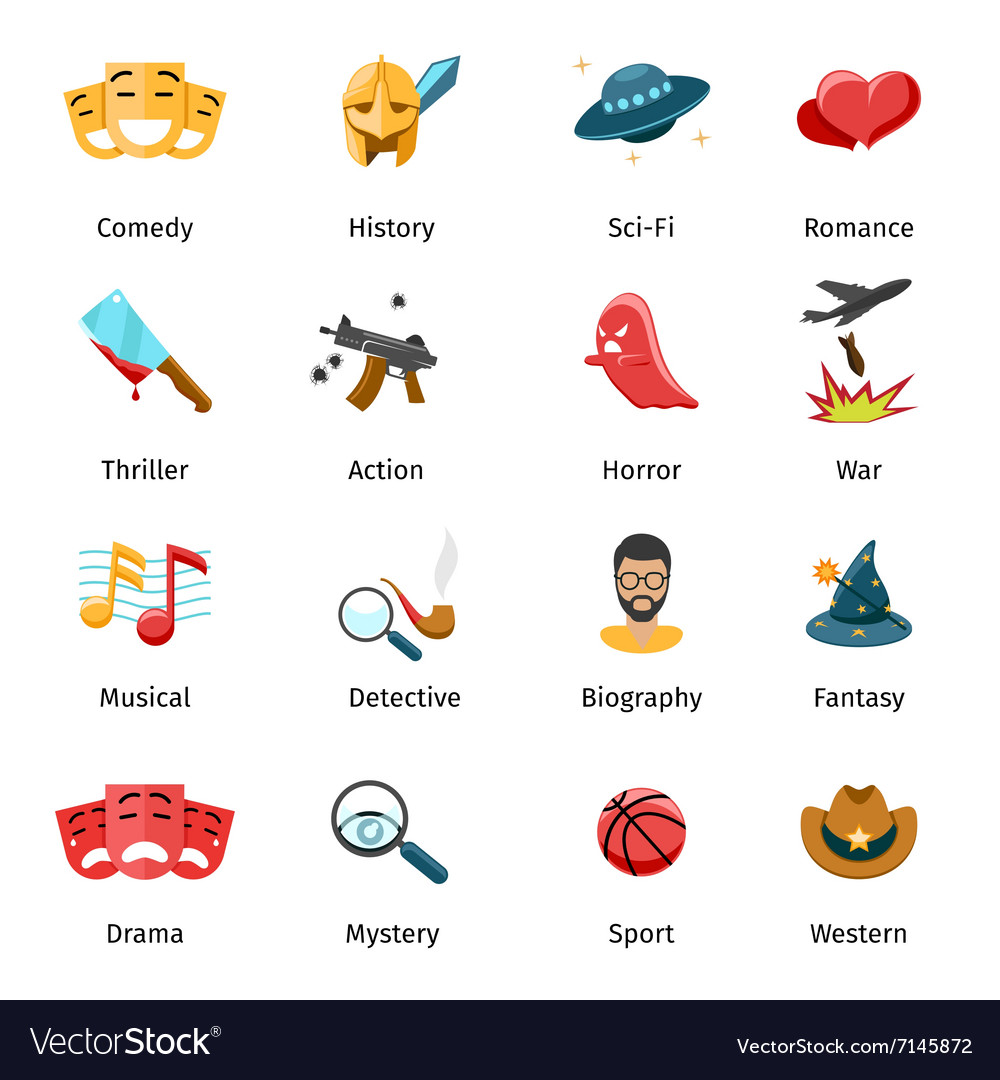 Comedy
History
Sci-Fi
Romance
Thriller
Action
Horror
War
Musical
Detective
Biography
Fantasy
Drama
Mystery
Sport
Western
VectorStock®
VectorStock.com/7145872